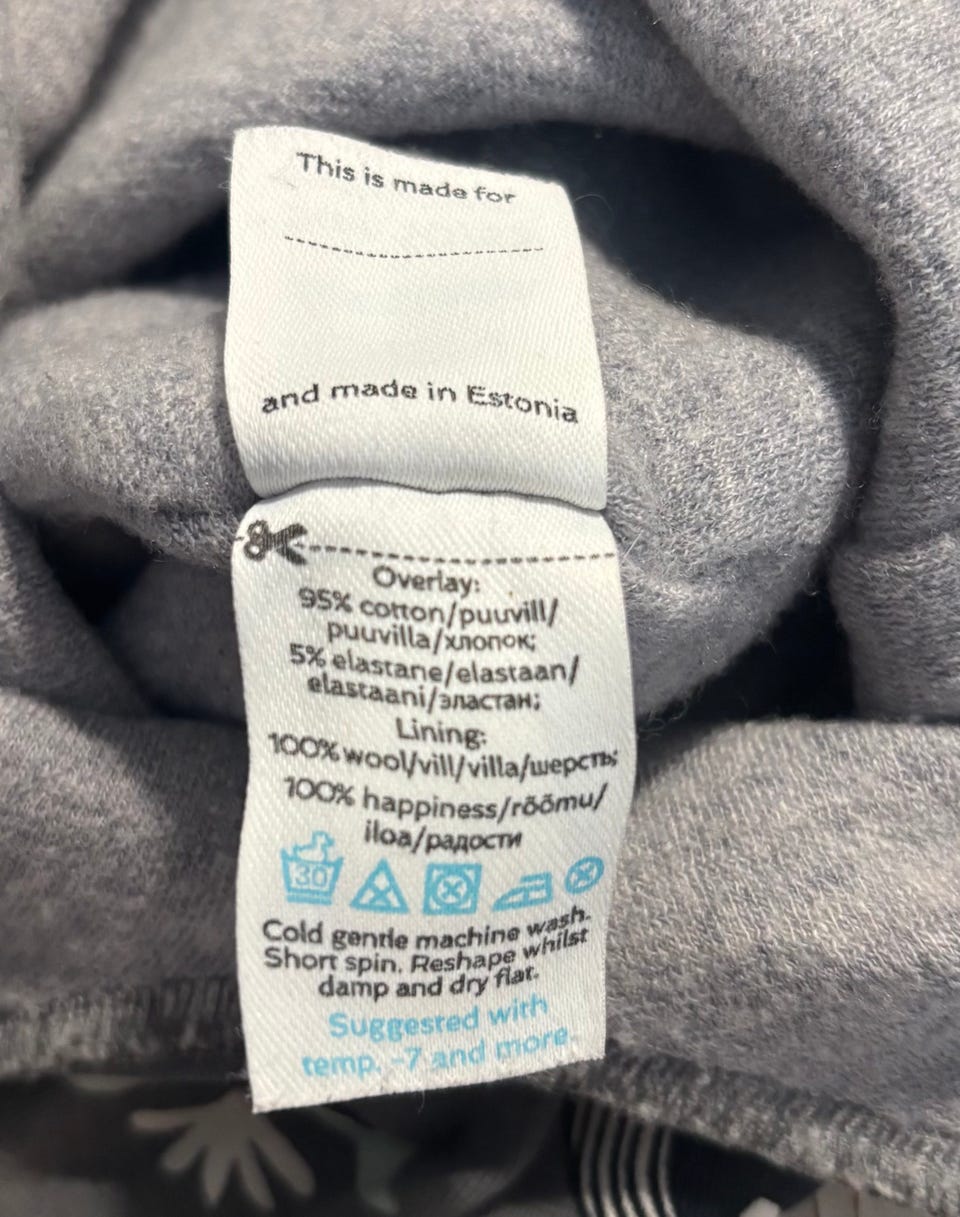 This is made for
and made in Estonia
Overlay:
95% cotton/puuvill/
puuvilla/хлопок;
5% elastane/elastaan/
elastaani/эластан;
Lining:
100% wool/vill/villa/шерсть;
100% happiness/rõõmu/
iloa/радости
30
Cold gentle machine wash.
Short spin. Reshape whilst
damp and dry flat.
Suggested with
temp. -7 and more.